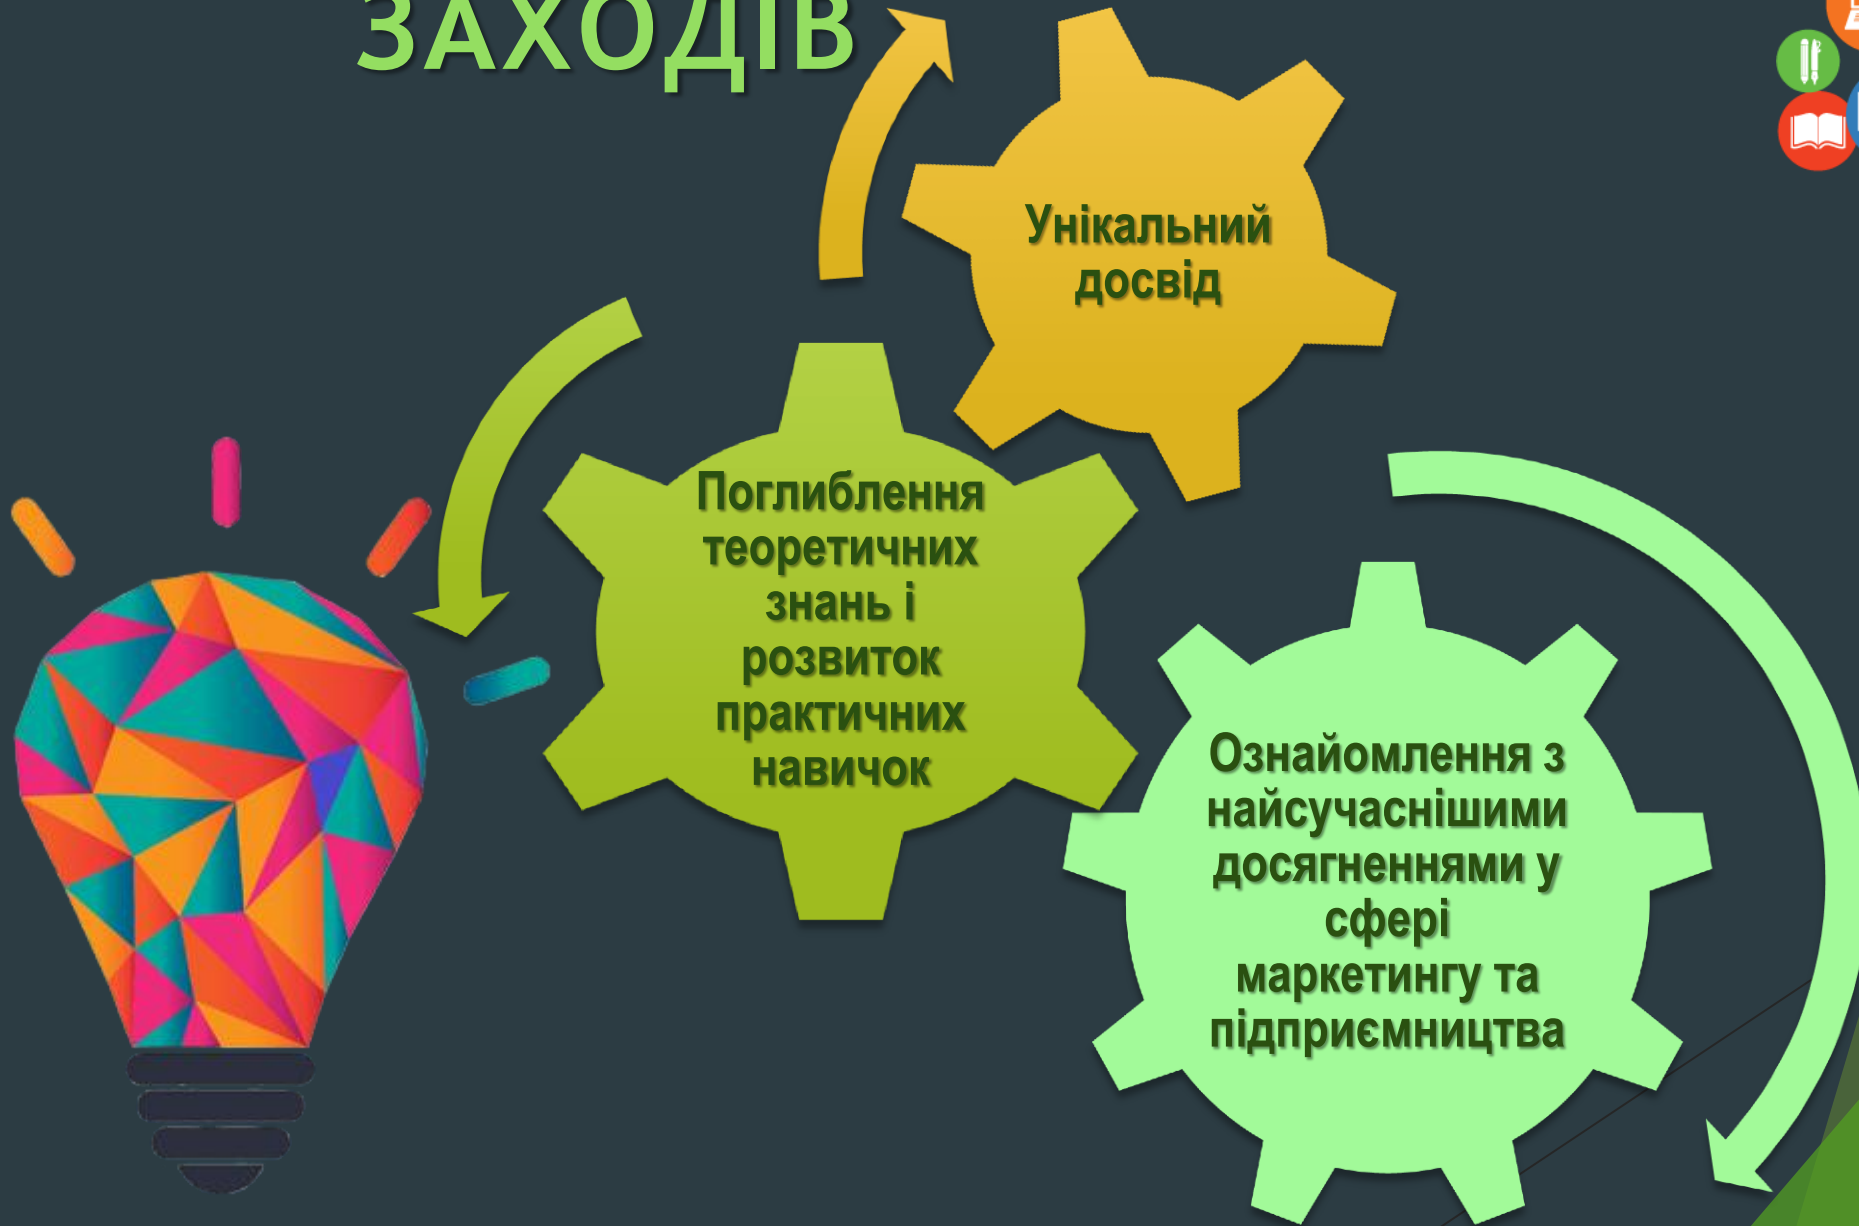 ЗАХОДІВ
Унікальний
досвід
Поглиблення
теоретичних
знань і
розвиток
практичних
навичок
Ознайомлення з
найсучаснішими
досягненнями у
сфері
маркетингу та
підприємництва